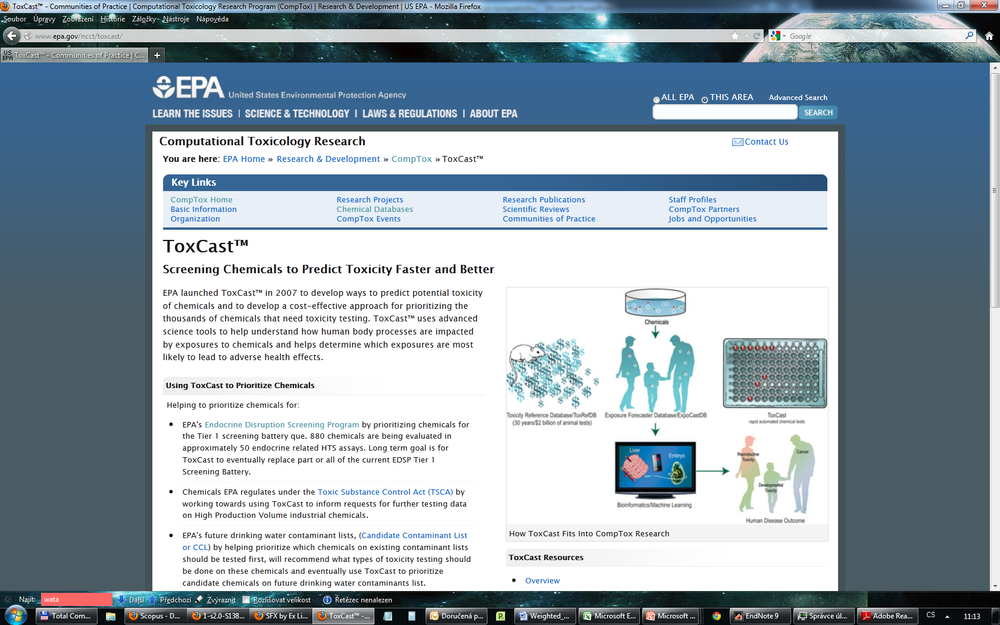 ToxCast™ - Communities of Practice | Computational Toxicology Research Program (CompTox) | Research & Development | US EPA - Mozilla Firefox
Soubor Úpravy Zobrazení Historie Záložky Nástroje Nápověda
www.epa.gov/ncct/toxcast/
Google
US EPA ToxCast™ - Communities of Practice | C...
EPA United States Environmental Protection Agency
ALL EPA THIS AREA Advanced Search
SEARCH
LEARN THE ISSUES | SCIENCE & TECHNOLOGY | LAWS & REGULATIONS | ABOUT EPA
Computational Toxicology Research
Contact Us
You are here: EPA Home » Research & Development » CompTox » ToxCast™
Key Links
CompTox Home Research Projects Research Publications Staff Profiles
Basic Information Chemical Databases Scientific Reviews CompTox Partners
Organization CompTox Events Communities of Practice Jobs and Opportunities
ToxCast™
Screening Chemicals to Predict Toxicity Faster and Better
EPA launched ToxCast™ in 2007 to develop ways to predict potential toxicity
of chemicals and to develop a cost-effective approach for prioritizing the
thousands of chemicals that need toxicity testing. ToxCast™ uses advanced
science tools to help understand how human body processes are impacted
by exposures to chemicals and helps determine which exposures are most
likely to lead to adverse health effects.
Using ToxCast to Prioritize Chemicals
Helping to prioritize chemicals for:
• EPA's Endocrine Disruption Screening Program by prioritizing chemicals for
the Tier 1 screening battery que. 880 chemicals are being evaluated in
approximately 50 endocrine related HTS assays. Long term goal is for
ToxCast to eventually replace part or all of the current EDSP Tier 1
Screening Battery.
• Chemicals EPA regulates under the Toxic Substance Control Act (TSCA) by
working towards using ToxCast to inform requests for further testing data
on High Production Volume industrial chemicals.
• EPA's future drinking water contaminant lists, (Candidate Contaminant List
or CCL) by helping prioritize which chemicals on existing contaminant lists
should be tested first, will recommend what types of toxicity testing should
be done on these chemicals and eventually use ToxCast to prioritize
candidate chemicals on future drinking water contaminants list.
Chemicals
Toxicity Reference Database/ToxRefDB
(30 years/$2 billion of animal tests)
Exposure Forecaster Database/ExpoCastDB
ToxCast
rapid automated chemical tests
Liver
Embryo
Bioinformatics/Machine Learning
Reproductive Toxicity
Cancer
Developmental Toxicity
Human Disease Outcome
How ToxCast Fits Into CompTox Research
ToxCast Resources
• Overview
Najít: wata Další Předchozí Zvýraznit Rozlišovat velikost Řetězec nenalezen
Total Com... Scopus - D... 1-s2.0-S138... SFX by Ex Li... ToxCast™ -... Doručená p... Weighted_... Microsoft E... Microsoft ... EndNote 9 Správce úl... Adobe Rea... CS 11:13